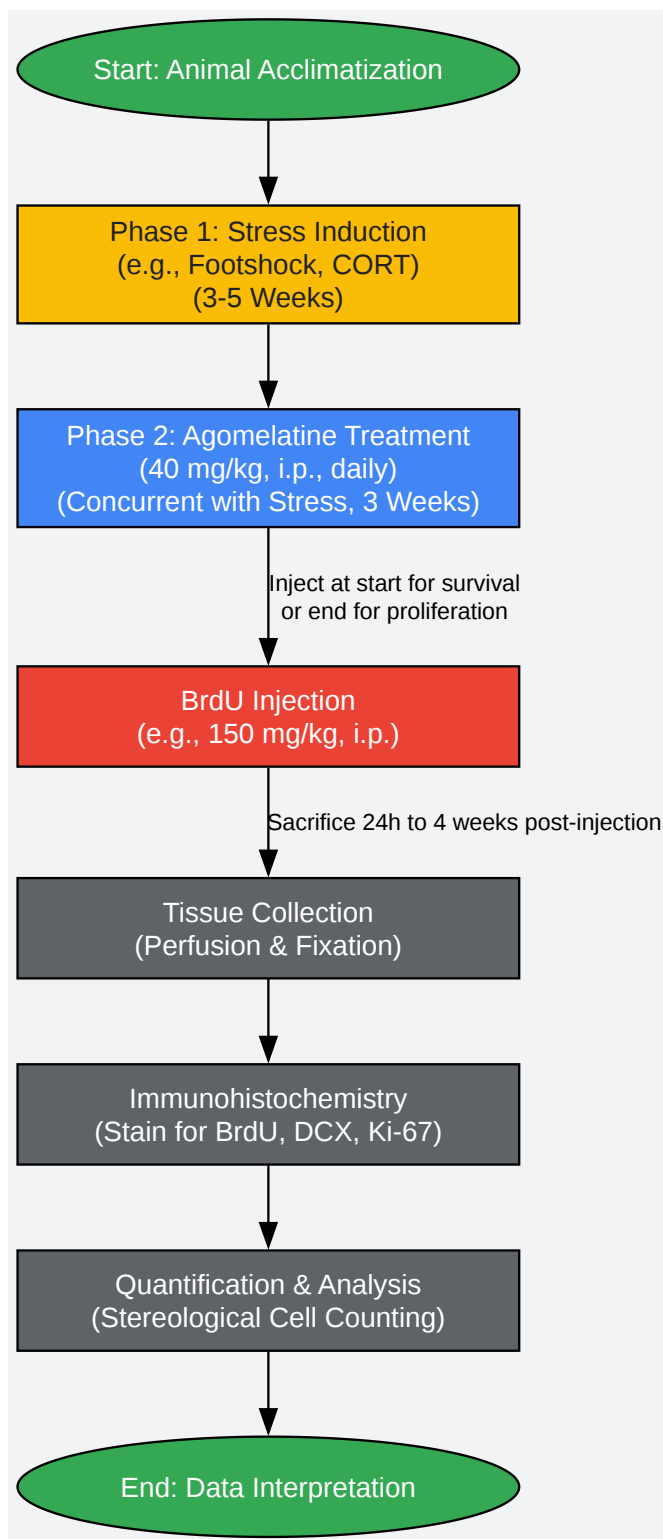 Start: Animal Acclimatization
Phase 1: Stress Induction
(e.g., Footshock, CORT)
(3-5 Weeks)
Phase 2: Agomelatine Treatment
(40 mg/kg, i.p., daily)
(Concurrent with Stress, 3 Weeks)
Inject at start for survival
or end for proliferation
BrdU Injection
(e.g., 150 mg/kg, i.p.)
Sacrifice 24h to 4 weeks post-injection
Tissue Collection
(Perfusion & Fixation)
Immunohistochemistry
(Stain for BrdU, DCX, Ki-67)
Quantification & Analysis
(Stereological Cell Counting)
End: Data Interpretation